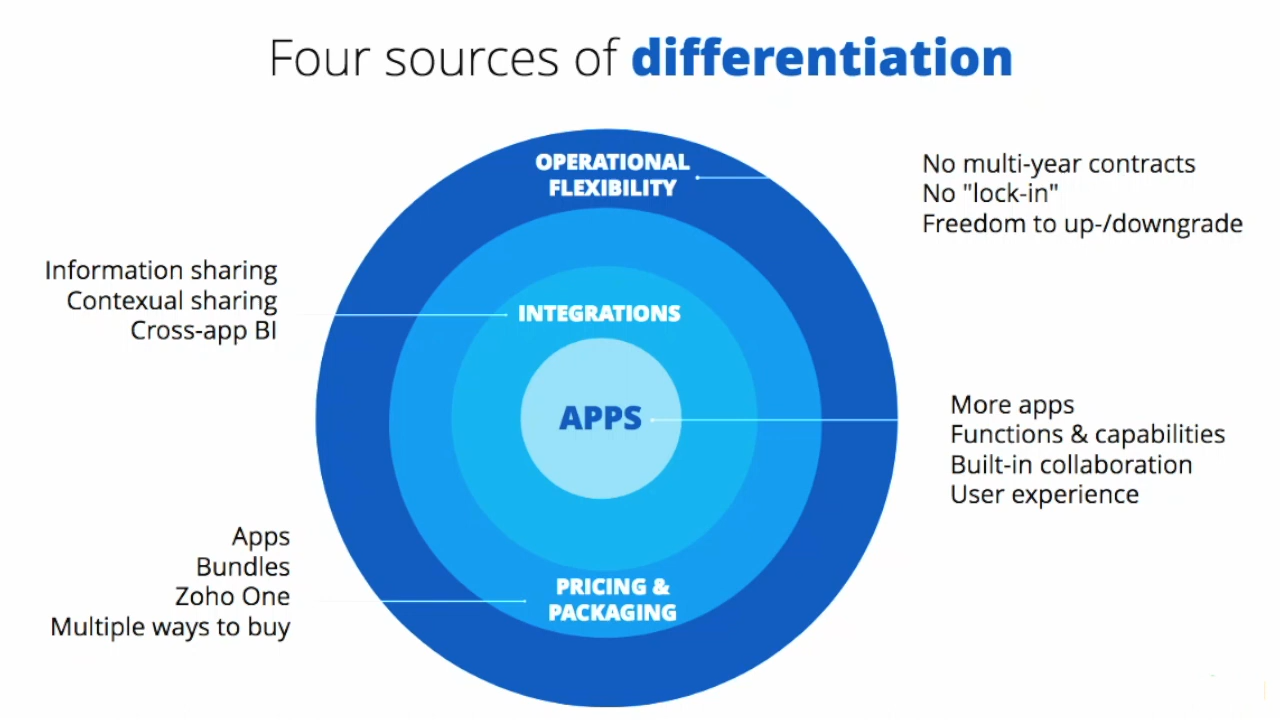 Four sources of differentiation
OPERATIONAL
FLEXIBILITY
No multi-year contracts
No "lock-in"
Freedom to up-/downgrade
Information sharing
Contexual sharing
Cross-app BI
INTEGRATIONS
APPS
More apps
Functions & capabilities
Built-in collaboration
User experience
Apps
Bundles
Zoho One
Multiple ways to buy
PRICING &
PACKAGING